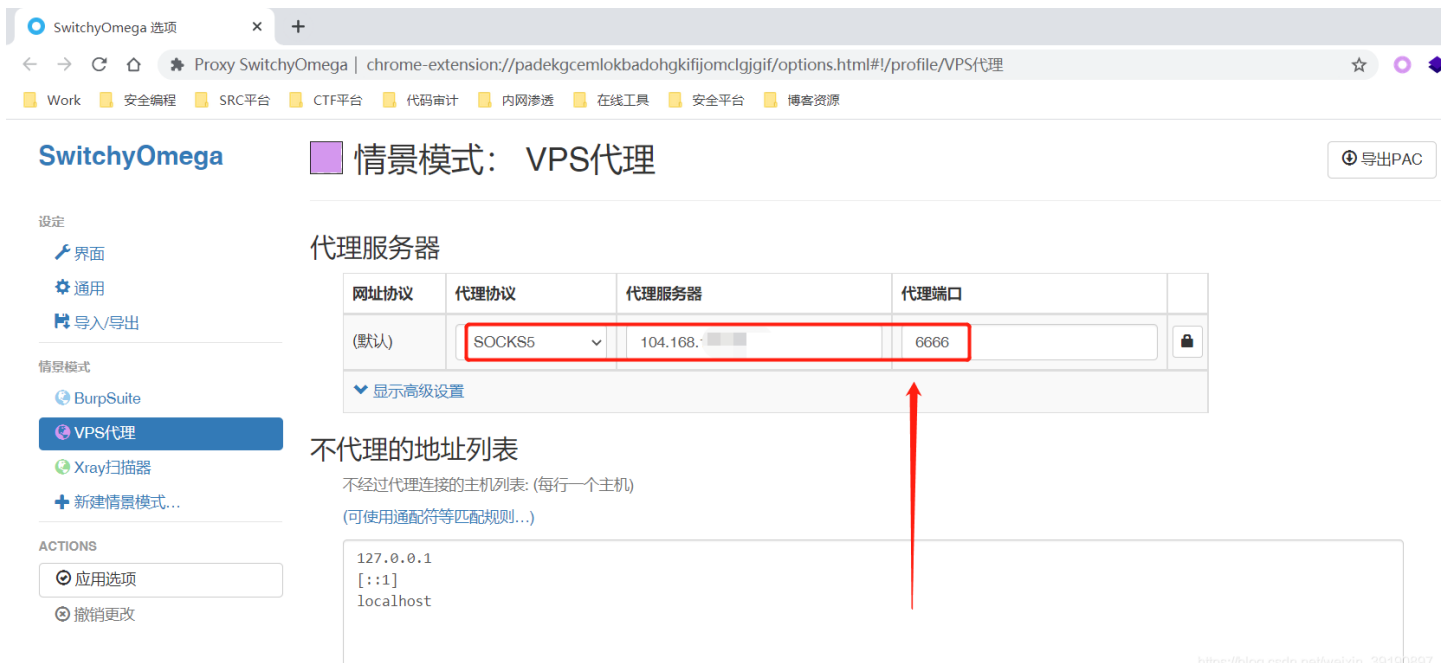 SwitchyOmega 选项
Proxy SwitchyOmega | chrome-extension://padekgcemlokbadohgkifijomclgjgif/options.html#!/profile/VPS代理
Work 安全编程 SRC平台 CTF平台 代码审计 内网渗透 在线工具 安全平台 博客资源
SwitchyOmega
设定
界面
通用
导入/导出
情景模式
BurpSuite
VPS代理
Xray扫描器
新建情景模式…
ACTIONS
应用选项
撤销更改
情景模式： VPS代理
导出PAC
代理服务器
网址协议 代理协议 代理服务器 代理端口
(默认) SOCKS5 104.168. 6666
显示高级设置
不代理的地址列表
不经过代理连接的主机列表: (每行一个主机)
(可使用通配符等匹配规则…)
127.0.0.1
[::1]
localhost